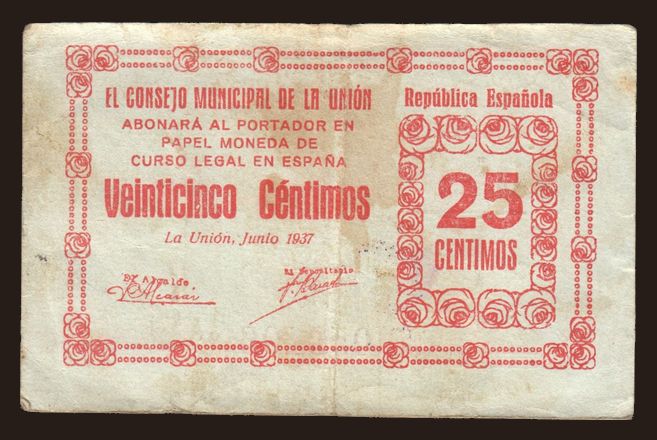 EL CONSEJO MUNICIPAL DE LA UNIÓN
ABONARÁ AL PORTADOR EN
PAPEL MONEDA DE
CURSO LEGAL EN ESPAÑA
Veinticinco Céntimos
La Unión, Junio 1937
El Alcalde
El Depositario
República Española
25
CENTIMOS